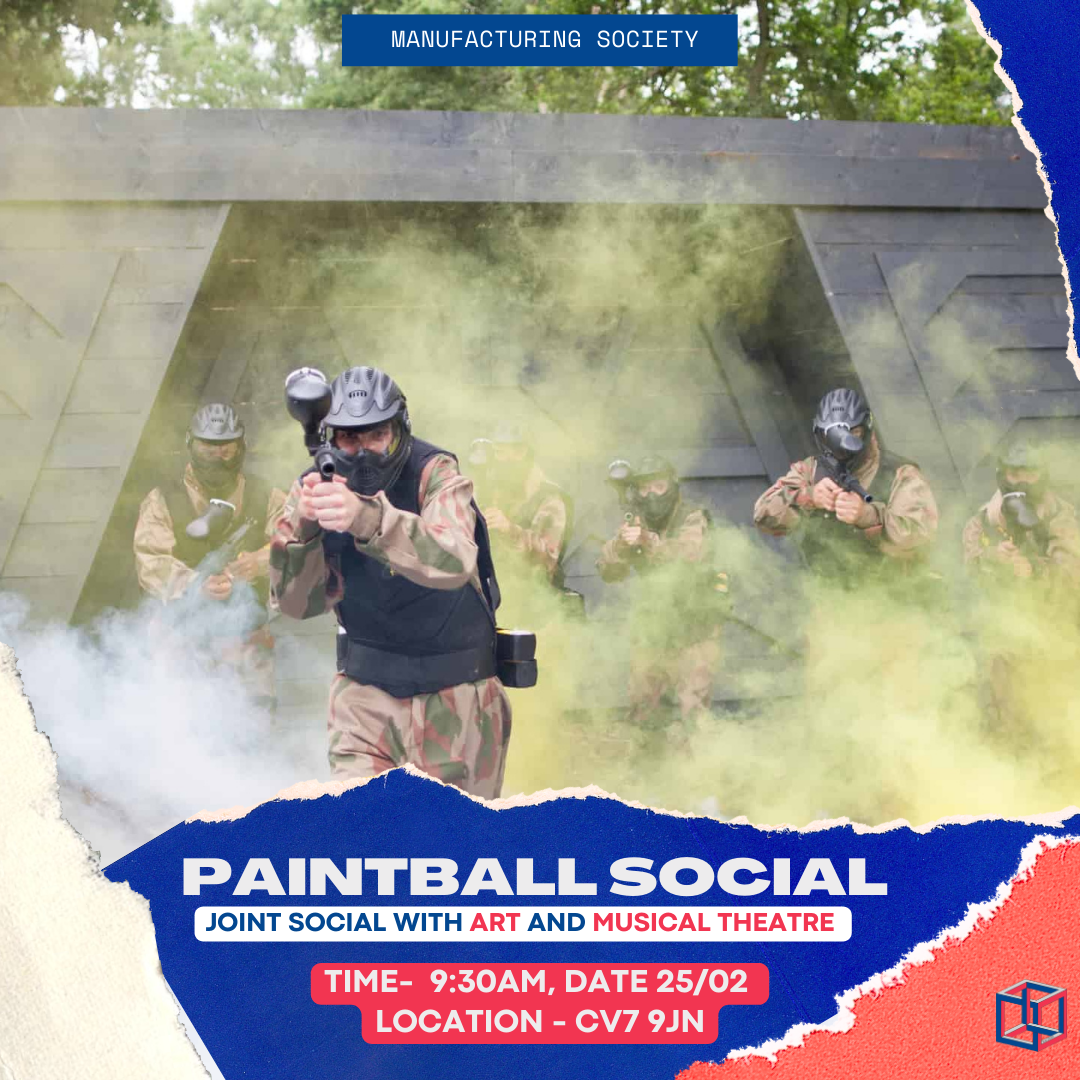 MANUFACTURING SOCIETY
PAINTBALL SOCIAL
JOINT SOCIAL WITH ART AND MUSICAL THEATRE
TIME- 9:30AM, DATE 25/02
LOCATION - CV7 9JN